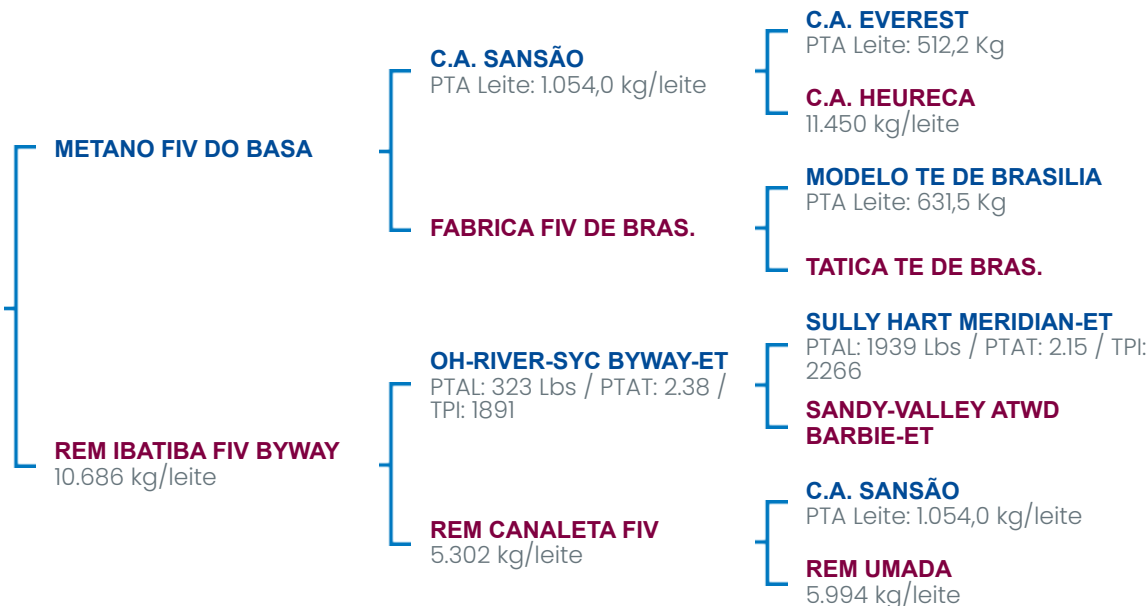 C.A. EVEREST
PTA Leite: 512,2 Kg
C.A. SANSÃO
PTA Leite: 1.054,0 kg/leite
C.A. HEURECA
11.450 kg/leite
METANO FIV DO BASA
MODELO TE DE BRASILIA
PTA Leite: 631,5 Kg
FABRICA FIV DE BRAS.
TATICA TE DE BRAS.
SULLY HART MERIDIAN-ET
PTAL: 1939 Lbs / PTAT: 2.15 / TPI:
2266
OH-RIVER-SYC BYWAY-ET
PTAL: 323 Lbs / PTAT: 2.38 /
TPI: 1891
SANDY-VALLEY ATWD
BARBIE-ET
REM IBATIBA FIV BYWAY
10.686 kg/leite
C.A. SANSÃO
PTA Leite: 1.054,0 kg/leite
REM CANALETA FIV
5.302 kg/leite
REM UMADA
5.994 kg/leite